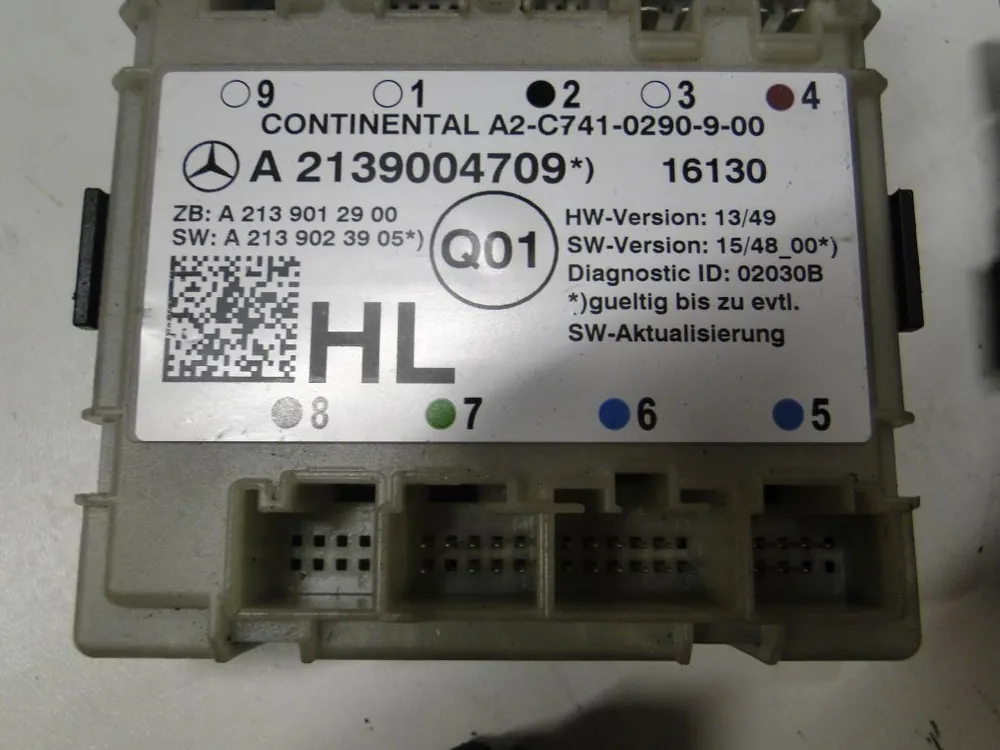 9 1 2 3 4
CONTINENTAL A2-C741-0290-9-00
A 2139004709*) 16130
ZB: A 213 901 29 00
SW: A 213 902 39 05*)
Q01
HW-Version: 13/49
SW-Version: 15/48_00*)
Diagnostic ID: 02030B
*)gueltig bis zu evtl.
SW-Aktualisierung
HL
8 7 6 5